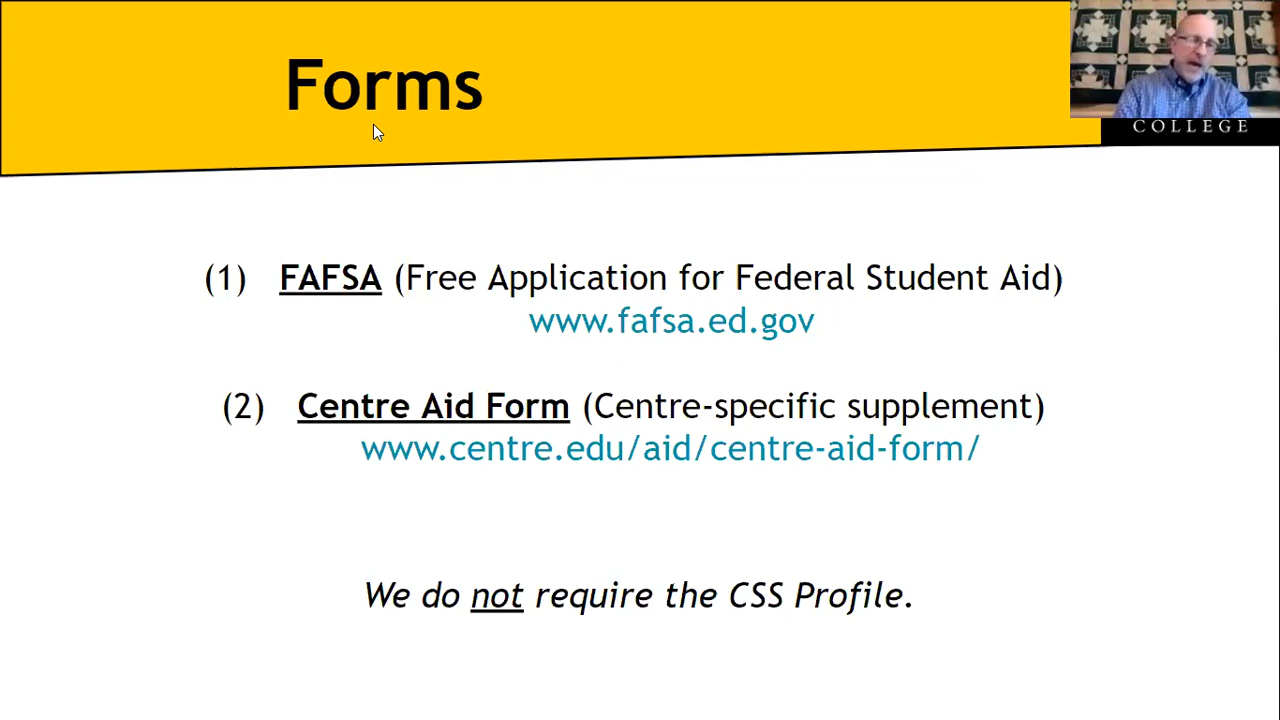 Forms
COLLEGE
(1) FAFSA (Free Application for Federal Student Aid)
www.fafsa.ed.gov
(2) Centre Aid Form (Centre-specific supplement)
www.centre.edu/aid/centre-aid-form/
We do not require the CSS Profile.